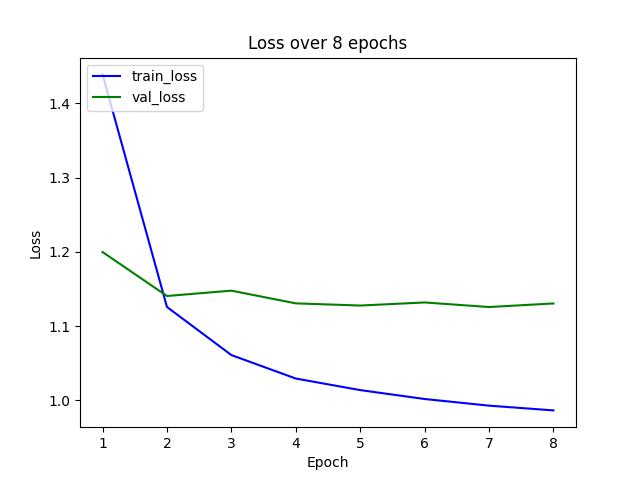 Loss over 8 epochs
train_loss
val_loss
1.4
1.3
1.2
1.1
1.0
Loss
1 2 3 4 5 6 7 8
Epoch